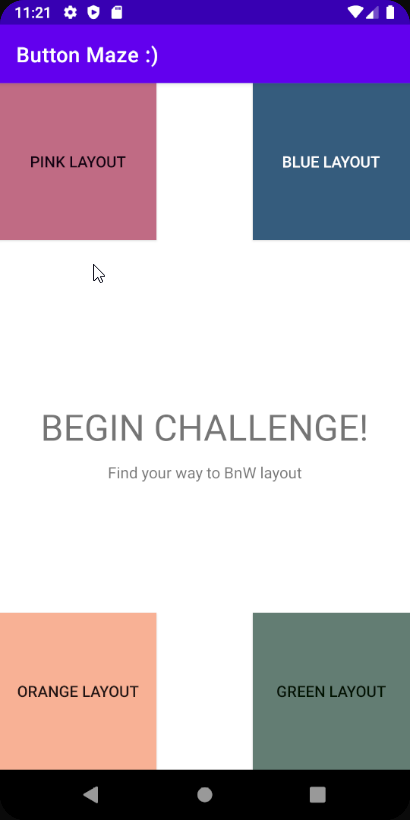 11:21
Button Maze :)
PINK LAYOUT
BLUE LAYOUT
BEGIN CHALLENGE!
Find your way to BnW layout
ORANGE LAYOUT
GREEN LAYOUT